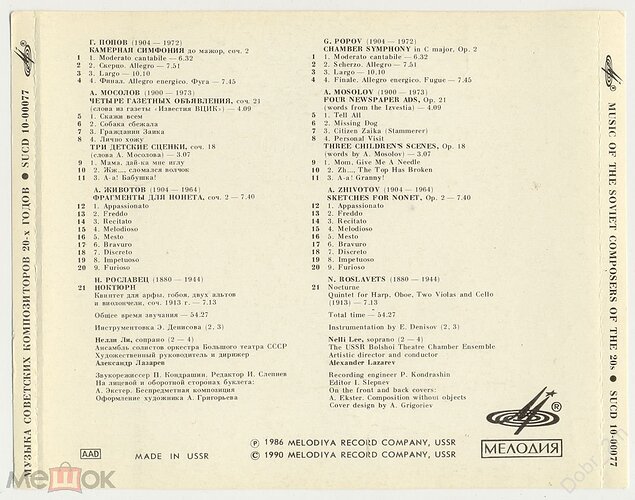 Г. ПОПОВ (1904 — 1972)
КАМЕРНАЯ СИМФОНИЯ до мажор, соч. 2
1 1. Moderato cantabile — 6.32
2 2. Скерцо. Allegro — 7.51
3 3. Largo — 10.10
4 4. Финал. Allegro energico. Фуга — 7.45
А. МОСОЛОВ (1900 — 1973)
ЧЕТЫРЕ ГАЗЕТНЫХ ОБЪЯВЛЕНИЯ, соч. 21
(слова из газеты «Известия ВЦИК») — 4.09
5 1. Скажи всем
6 2. Собака сбежала
7 3. Гражданин Заика
8 4. Лично хожу
ТРИ ДЕТСКИЕ СЦЕНКИ, соч. 18
(слова А. Мосолова) — 3.07
9 1. Мама, дай-ка мне иглу
10 2. Жж..., сломался волчок
11 3. А-а! Бабушка!
А. ЖИВОТОВ (1904 — 1964)
ФРАГМЕНТЫ ДЛЯ НОНЕТА, соч. 2 — 7.40
12 1. Appassionato
13 2. Freddo
14 3. Recitato
15 4. Melodioso
16 5. Mesto
17 6. Bravuro
18 7. Discreto
19 8. Impetuoso
20 9. Furioso
Н. РОСЛАВЕЦ (1880 — 1944)
21 НОКТЮРН
Квинтет для арфы, гобоя, двух альтов
и виолончели, соч. 1913 г. — 7.13
Общее время звучания — 54.27
Инструментовка Э. Денисова (2, 3)
Нелли Ли, сопрано (2 — 4)
Ансамбль солистов оркестра Большого театра СССР
Художественный руководитель и дирижер
Александр Лазарев
Звукорежиссер П. Кондрашин. Редактор И. Слепнев
На лицевой и оборотной сторонах буклета:
А. Экстер. Беспредметная композиция
Оформление художника А. Григорьева
G. POPOV (1904 — 1972)
CHAMBER SYMPHONY in C major, Op. 2
1 1. Moderato cantabile — 6.32
2 2. Scherzo. Allegro — 7.51
3 3. Largo — 10.10
4 4. Finale. Allegro energico. Fugue — 7.45
A. MOSOLOV (1900 — 1973)
FOUR NEWSPAPER ADS, Op. 21
(words from the Izvestia) — 4.09
5 1. Tell All
6 2. Missing Dog
7 3. Cilizen Zaika (Stammerer)
8 4. Personal Visit
THREE CHILDREN'S SCENES, Op. 18
(words by A. Mosolov) — 3.07
9 1. Mom, Give Me A Needle
10 2. Zh..., The Top Has Broken
11 3. A-a! Granny!
A. ZHIVOTOV (1904 — 1964)
SKETCHES FOR NONET, Op. 2 — 7.40
12 1. Appassionato
13 2. Freddo
14 3. Recitato
15 4. Melodioso
16 5. Mesto
17 6. Bravuro
18 7. Discreto
19 8. Impetuoso
20 9. Furioso
N. ROSLAVETS (1880 — 1944)
21 Nocturne
Quintet for Harp, Oboe, Two Violas and Cello
(1913) — 7.13
Total time — 54.27
Instrumentation by E. Denisov (2, 3)
Nelli Lee, soprano (2 — 4)
The USSR Bolshoi Theatre Chamber Ensemble
Artistic director and conductor
Alexander Lazarev
Recording engineer P. Kondrashin
Editor I. Slepnev
On the front and back covers:
A. Ekster. Composition without objects
Cover design by A. Grigoriev
МЕЛОДИЯ
AAD
MADE IN USSR
Ⓟ 1986 MELODIYA RECORD COMPANY, USSR
© 1990 MELODIYA RECORD COMPANY, USSR
МУЗЫКА СОВЕТСКИХ КОМПОЗИТОРОВ 20-х ГОДОВ ● SUCD 10-00077
MUSIC OF THE SOVIET COMPOSERS OF THE 20s ● SUCD 10-00077
МешОК